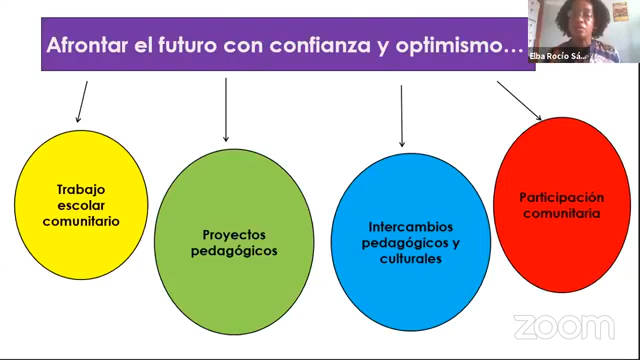 Afrontar el futuro con confianza y optimismo...
Elba Rocío Sá...
Trabajo
escolar
comunitario
Proyectos
pedagógicos
Intercambios
pedagógicos y
culturales
Participación
comunitaria
zoom